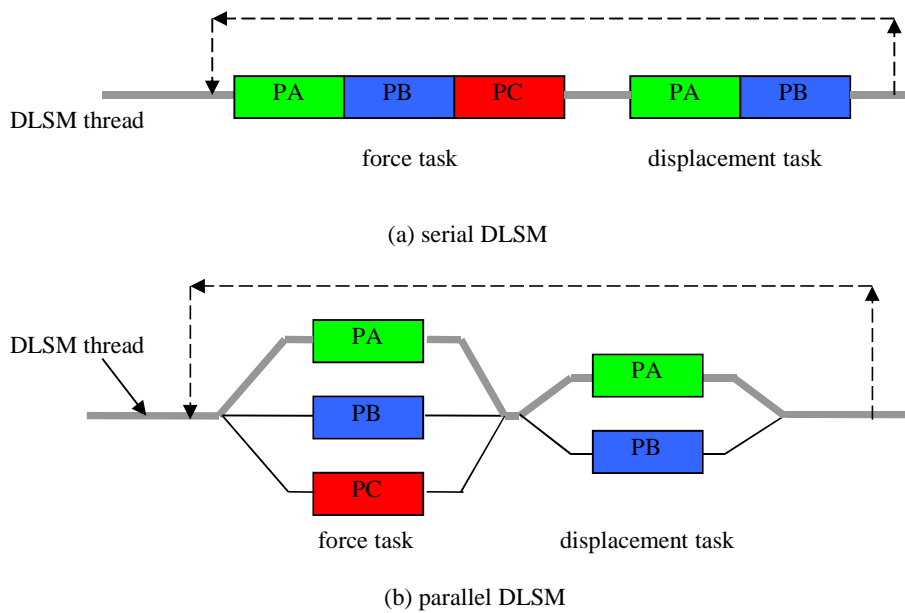 PA PB PC PA PB
DLSM thread
force task displacement task
(a) serial DLSM
PA
DLSM thread
PA
PB
PB
PC
force task displacement task
(b) parallel DLSM